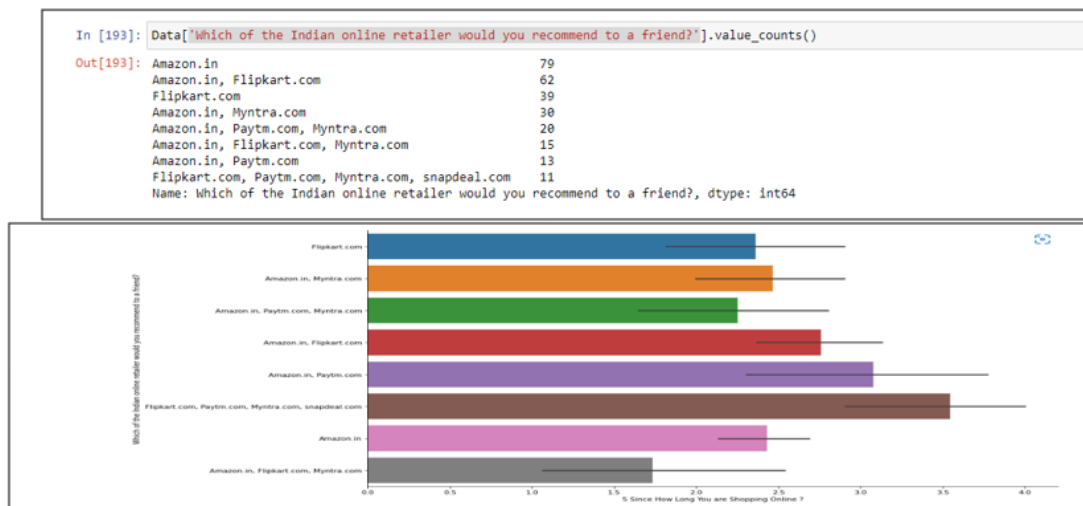 In [193]: Data['Which of the Indian online retailer would you recommend to a friend?'].value_counts()
Out[193]: Amazon.in 79
Amazon.in, Flipkart.com 62
Flipkart.com 39
Amazon.in, Myntra.com 30
Amazon.in, Paytm.com, Myntra.com 20
Amazon.in, Flipkart.com, Myntra.com 15
Amazon.in, Paytm.com 13
Flipkart.com, Paytm.com, Myntra.com, snapdeal.com 11
Name: Which of the Indian online retailer would you recommend to a friend?, dtype: int64
Which of the Indian online retailer would you recommend to a friend?
Flipkart.com
Amazon.in, Myntra.com
Amazon.in, Paytm.com, Myntra.com
Amazon.in, Flipkart.com
Amazon.in, Paytm.com
Flipkart.com, Paytm.com, Myntra.com, snapdeal.com
Amazon.in
Amazon.in, Flipkart.com, Myntra.com
0.0 0.5 1.0 1.5 2.0 2.5 3.0 3.5 4.0
5 Since How Long You are Shopping Online ?